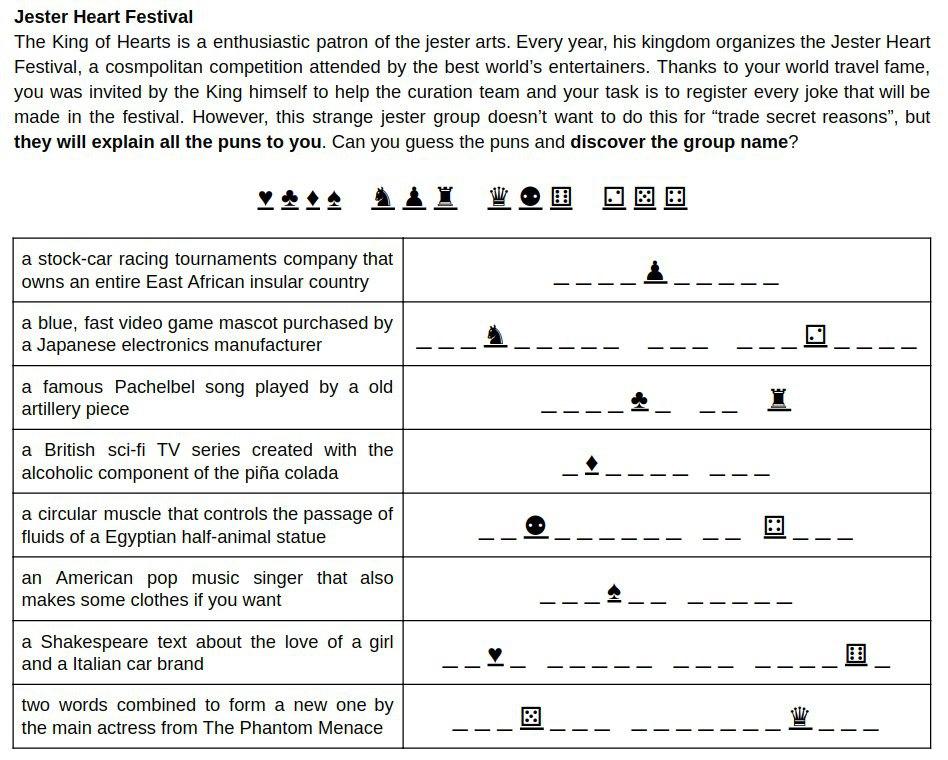 Jester Heart Festival
The King of Hearts is a enthusiastic patron of the jester arts. Every year, his kingdom organizes the Jester Heart
Festival, a cosmpolitan competition attended by the best world’s entertainers. Thanks to your world travel fame,
you was invited by the King himself to help the curation team and your task is to register every joke that will be
made in the festival. However, this strange jester group doesn’t want to do this for “trade secret reasons”, but
they will explain all the puns to you. Can you guess the puns and discover the group name?
♥ ♣ ♦ ♠ ♞ ♟ ♜ ♛ ⚉ ⚅ ⚁ ⚄ ⚃
a stock-car racing tournaments company that
owns an entire East African insular country
_ _ _ _ ♟ _ _ _ _ _
a blue, fast video game mascot purchased by
a Japanese electronics manufacturer
_ _ _ ♞ _ _ _ _ _ _ _ _ _ _ _ ⚁ _ _ _ _
a famous Pachelbel song played by a old
artillery piece
_ _ _ _ ♣ _ _ _ ♜
a British sci-fi TV series created with the
alcoholic component of the piña colada
_ ♦ _ _ _ _ _ _ _
a circular muscle that controls the passage of
fluids of a Egyptian half-animal statue
_ _ ⚉ _ _ _ _ _ _ _ _ ⚃ _ _ _
an American pop music singer that also
makes some clothes if you want
_ _ _ ♠ _ _ _ _ _ _ _
a Shakespeare text about the love of a girl
and a Italian car brand
_ _ ♥ _ _ _ _ _ _ _ _ _ _ _ _ _ ⚅ _
two words combined to form a new one by
the main actress from The Phantom Menace
_ _ _ ⚄ _ _ _ _ _ _ _ _ _ _ ♛ _ _ _